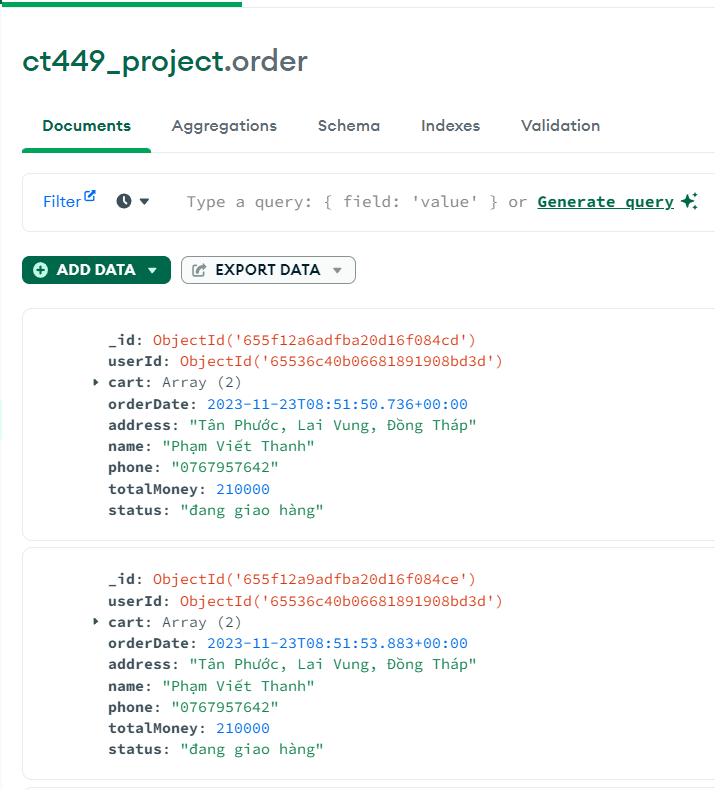 ct449_project.order
Documents Aggregations Schema Indexes Validation
Filter Type a query: { field: 'value' } or Generate query
ADD DATA EXPORT DATA
_id: ObjectId('655f12a6adfba20d16f084cd')
userId: ObjectId('65536c40b06681891908bd3d')
cart: Array (2)
orderDate: 2023-11-23T08:51:50.736+00:00
address: "Tân Phước, Lai Vung, Đồng Tháp"
name: "Phạm Viết Thanh"
phone: "0767957642"
totalMoney: 210000
status: "đang giao hàng"
_id: ObjectId('655f12a9adfba20d16f084ce')
userId: ObjectId('65536c40b06681891908bd3d')
cart: Array (2)
orderDate: 2023-11-23T08:51:53.883+00:00
address: "Tân Phước, Lai Vung, Đồng Tháp"
name: "Phạm Viết Thanh"
phone: "0767957642"
totalMoney: 210000
status: "đang giao hàng"